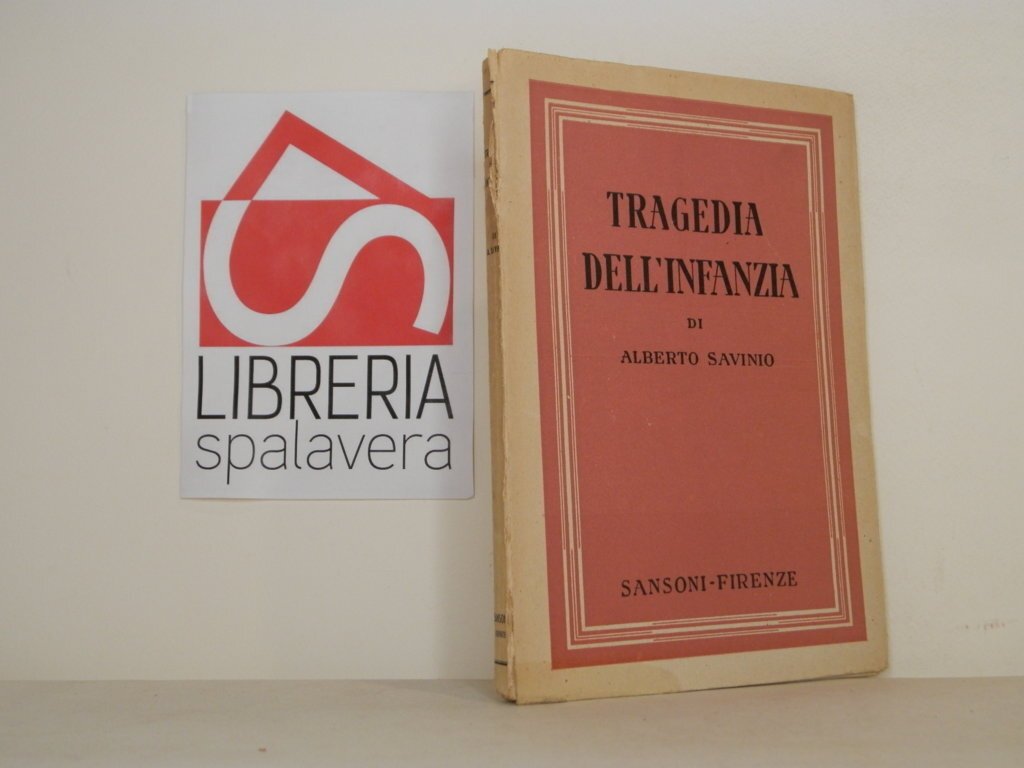 LIBRERIA
spalavera
TRAGEDIA
DELL'INFANZIA
DI
ALBERTO SAVINIO
SANSONI-FIRENZE